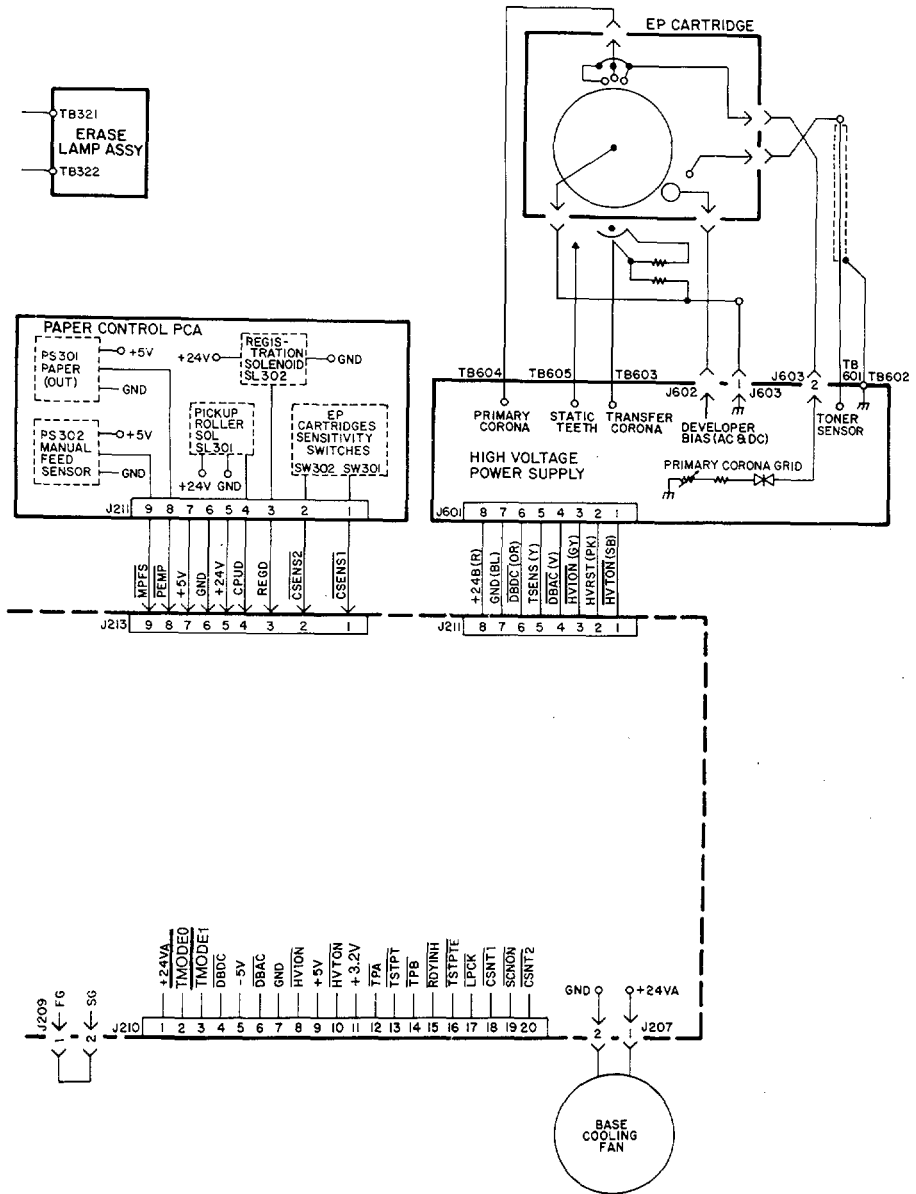 EP CARTRIDGE
TB321
ERASE
LAMP ASSY
TB322
PAPER CONTROL PCA
PS301
PAPER
(OUT)
+5V
GND
+24V
REGIS-
TRATION
SOLENOID
SL302
GND
PS302
MANUAL
FEED
SENSOR
+5V
GND
PICKUP
ROLLER
SOL
SL301
+24V GND
EP
CARTRIDGES
SENSITIVITY
SWITCHES
SW302 SW301
J211 9 8 7 6 5 4 3 2 1
MPFS
PEMP
+5V
GND
+24V
CPUD
REGD
CSENS2
CSENS1
J213 9 8 7 6 5 4 3 2 1
TB604 TB605 TB603 J602 1 J603 J603 2 TB 601 TB602
PRIMARY
CORONA
STATIC
TEETH
TRANSFER
CORONA
DEVELOPER
BIAS (AC & DC)
TONER
SENSOR
HIGH VOLTAGE
POWER SUPPLY
PRIMARY CORONA GRID
J601 8 7 6 5 4 3 2 1
+24B (R)
GND (BL)
DBDC (OR)
TSENS (Y)
DBAC (V)
HVION (GY)
HVRST (PK)
HVTON (SB)
J211 8 7 6 5 4 3 2 1
J209
FG
SG
1 2
+24VA
TMODE0
TMODE1
DBDC
-5V
DBAC
GND
HVION
+5V
HVTON
+3.2V
TPA
TSTPT
TPB
RDYINH
TSTPTE
LPCK
CSNT1
SCNON
CSNT2
J210 1 2 3 4 5 6 7 8 9 10 11 12 13 14 15 16 17 18 19 20
GND +24VA
2 1 J207
BASE
COOLING
FAN